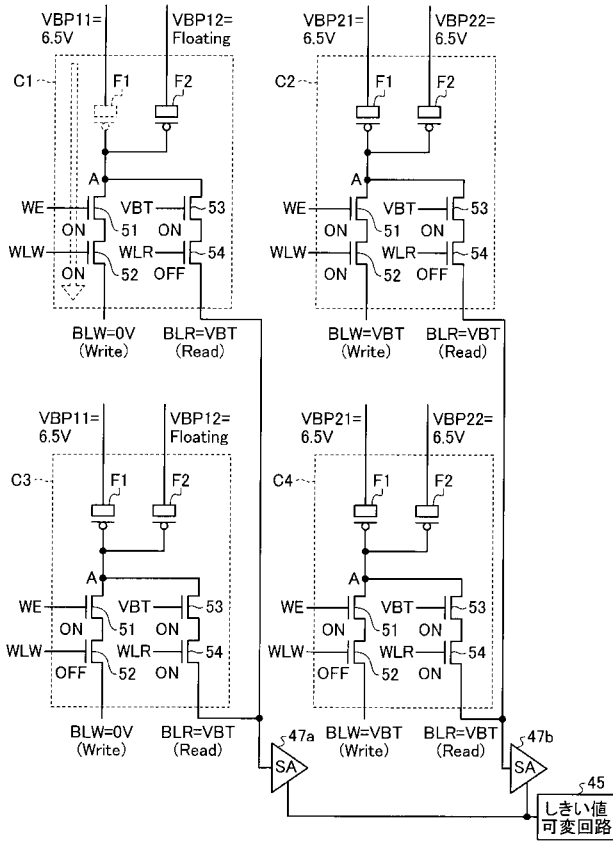 VBP11=
6.5V
VBP12=
Floating
VBP21=
6.5V
VBP22=
6.5V
C1
F1
F2
C2
F1
F2
A
WE
ON
51
VBT
ON
53
WLW
ON
52
WLR
OFF
54
A
WE
ON
51
VBT
ON
53
WLW
ON
52
WLR
OFF
54
BLW=0V
(Write)
BLR=VBT
(Read)
BLW=VBT
(Write)
BLR=VBT
(Read)
VBP11=
6.5V
VBP12=
Floating
VBP21=
6.5V
VBP22=
6.5V
C3
F1
F2
C4
F1
F2
A
WE
ON
51
VBT
ON
53
WLW
OFF
52
WLR
ON
54
A
WE
ON
51
VBT
ON
53
WLW
OFF
52
WLR
ON
54
BLW=0V
(Write)
BLR=VBT
(Read)
BLW=VBT
(Write)
BLR=VBT
(Read)
47a
SA
47b
SA
45
しきい値
可変回路